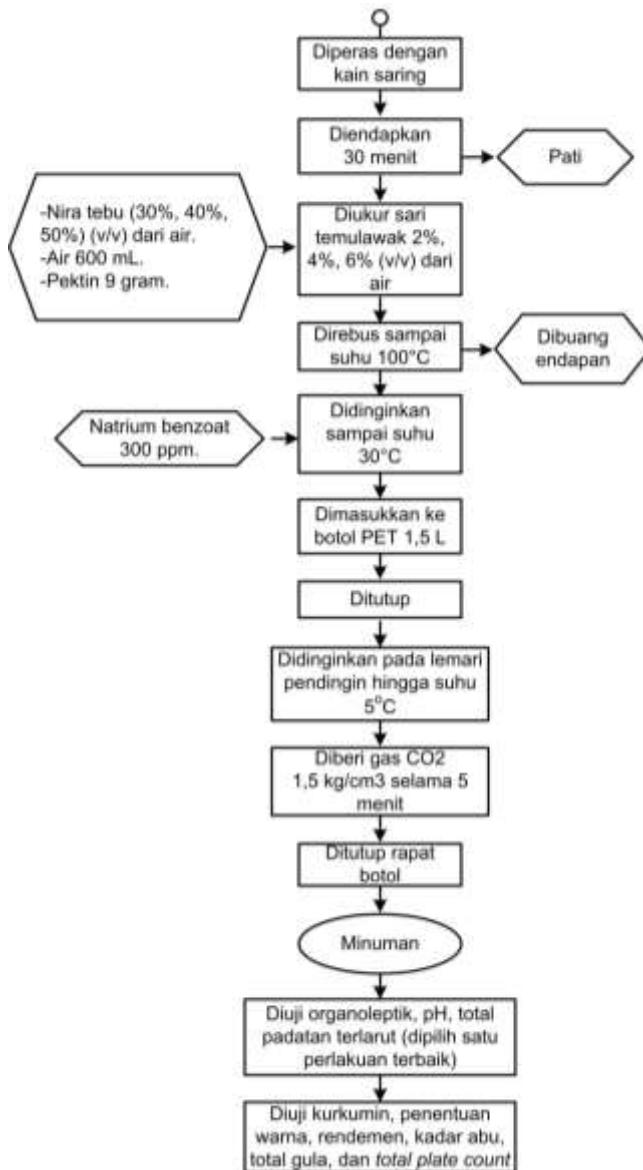 Diperas dengan
kain saring
Diendapkan
30 menit
Pati
-Nira tebu (30%, 40%,
50%) (v/v) dari air.
-Air 600 mL.
-Pektin 9 gram.
Diukur sari
temulawak 2%,
4%, 6% (v/v) dari
air
Direbus sampai
suhu 100°C
Dibuang
endapan
Natrium benzoat
300 ppm.
Didinginkan
sampai suhu
30°C
Dimasukkan ke
botol PET 1,5 L
Ditutup
Didinginkan pada lemari
pendingin hingga suhu
5°C
Diberi gas CO2
1,5 kg/cm3 selama 5
menit
Ditutup rapat
botol
Minuman
Diuji organoleptik, pH, total
padatan terlarut (dipilih satu
perlakuan terbaik)
Diuji kurkumin, penentuan
warna, rendemen, kadar abu,
total gula, dan total plate count